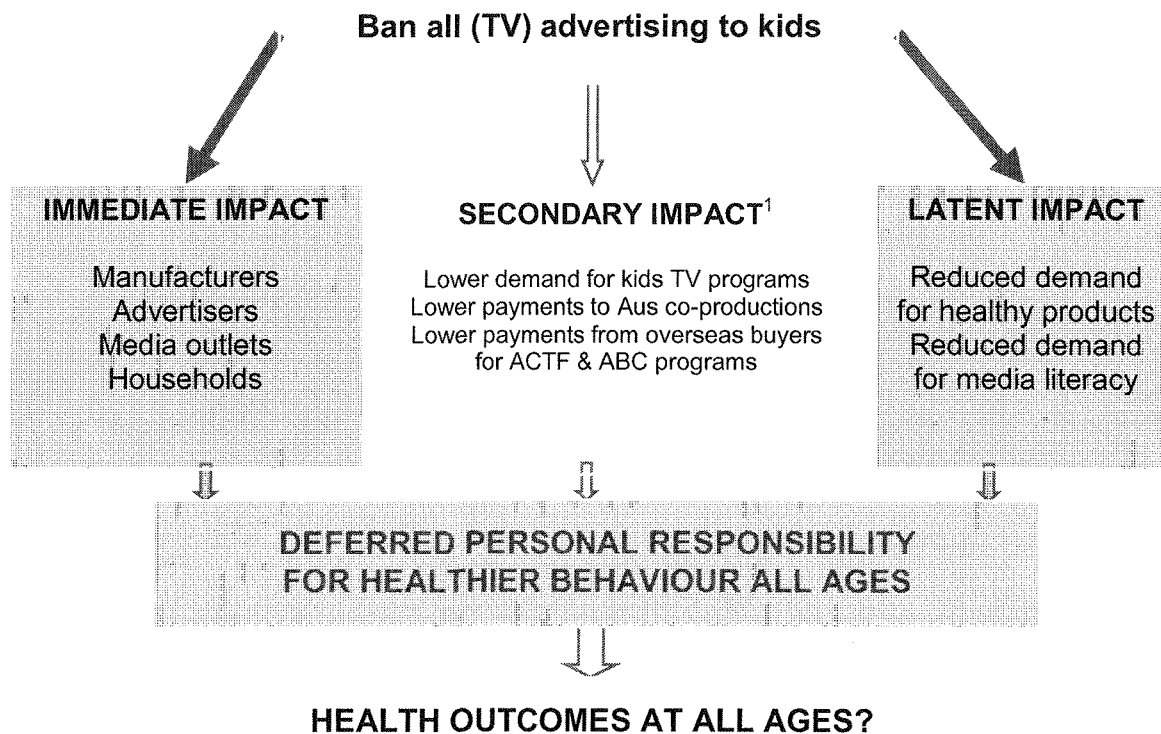 Ban all (TV) advertising to kids
IMMEDIATE IMPACT
Manufacturers
Advertisers
Media outlets
Households
SECONDARY IMPACT¹
Lower demand for kids TV programs
Lower payments to Aus co-productions
Lower payments from overseas buyers
for ACTF & ABC programs
LATENT IMPACT
Reduced demand
for healthy products
Reduced demand
for media literacy
DEFERRED PERSONAL RESPONSIBILITY
FOR HEALTHIER BEHAVIOUR ALL AGES
HEALTH OUTCOMES AT ALL AGES?